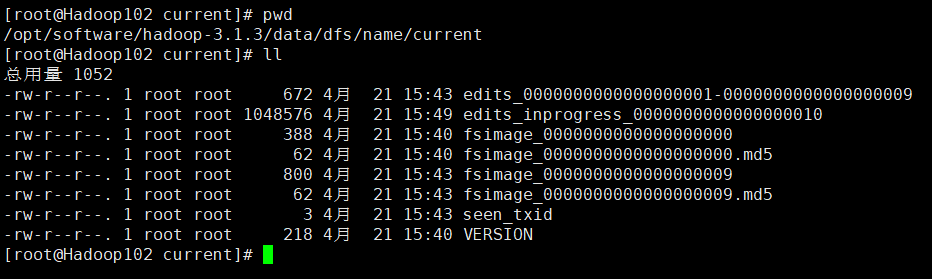 [root@Hadoop102 current]# pwd
/opt/software/hadoop-3.1.3/data/dfs/name/current
[root@Hadoop102 current]# ll
总用量 1052
-rw-r--r--. 1 root root     672 4月  21 15:43 edits_0000000000000000001-0000000000000000009
-rw-r--r--. 1 root root 1048576 4月  21 15:49 edits_inprogress_0000000000000000010
-rw-r--r--. 1 root root     388 4月  21 15:40 fsimage_0000000000000000000
-rw-r--r--. 1 root root      62 4月  21 15:40 fsimage_0000000000000000000.md5
-rw-r--r--. 1 root root     800 4月  21 15:43 fsimage_0000000000000000009
-rw-r--r--. 1 root root      62 4月  21 15:43 fsimage_0000000000000000009.md5
-rw-r--r--. 1 root root       3 4月  21 15:43 seen_txid
-rw-r--r--. 1 root root     218 4月  21 15:40 VERSION
[root@Hadoop102 current]#